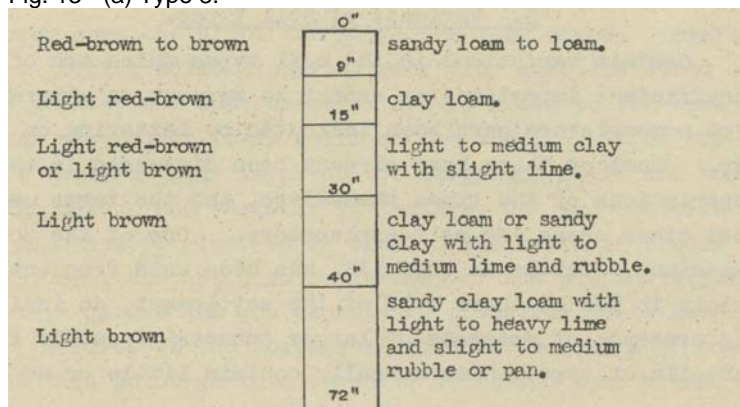 Fig. 15 (a) Type 3.
0"
Red-brown to brown sandy loam to loam.
9"
Light red-brown clay loam.
15"
Light red-brown light to medium clay
or light brown with slight lime.
30"
Light brown clay loam or sandy
clay with light to
medium lime and rubble.
40"
sandy clay loam with
Light brown light to heavy lime
and slight to medium
rubble or pan.
72"